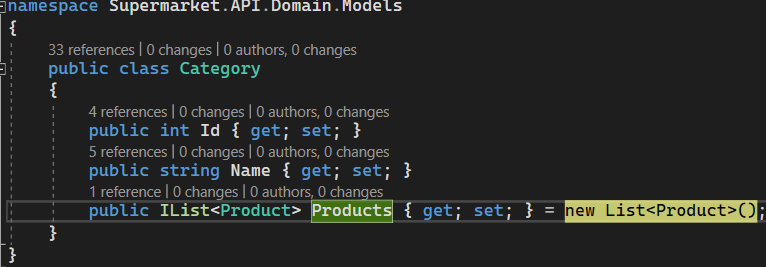 namespace Supermarket.API.Domain.Models
{
33 references | 0 changes | 0 authors, 0 changes
public class Category
{
4 references | 0 changes | 0 authors, 0 changes
public int Id { get; set; }
5 references | 0 changes | 0 authors, 0 changes
public string Name { get; set; }
1 reference | 0 changes | 0 authors, 0 changes
public IList<Product> Products { get; set; } = new List<Product>();
}
}